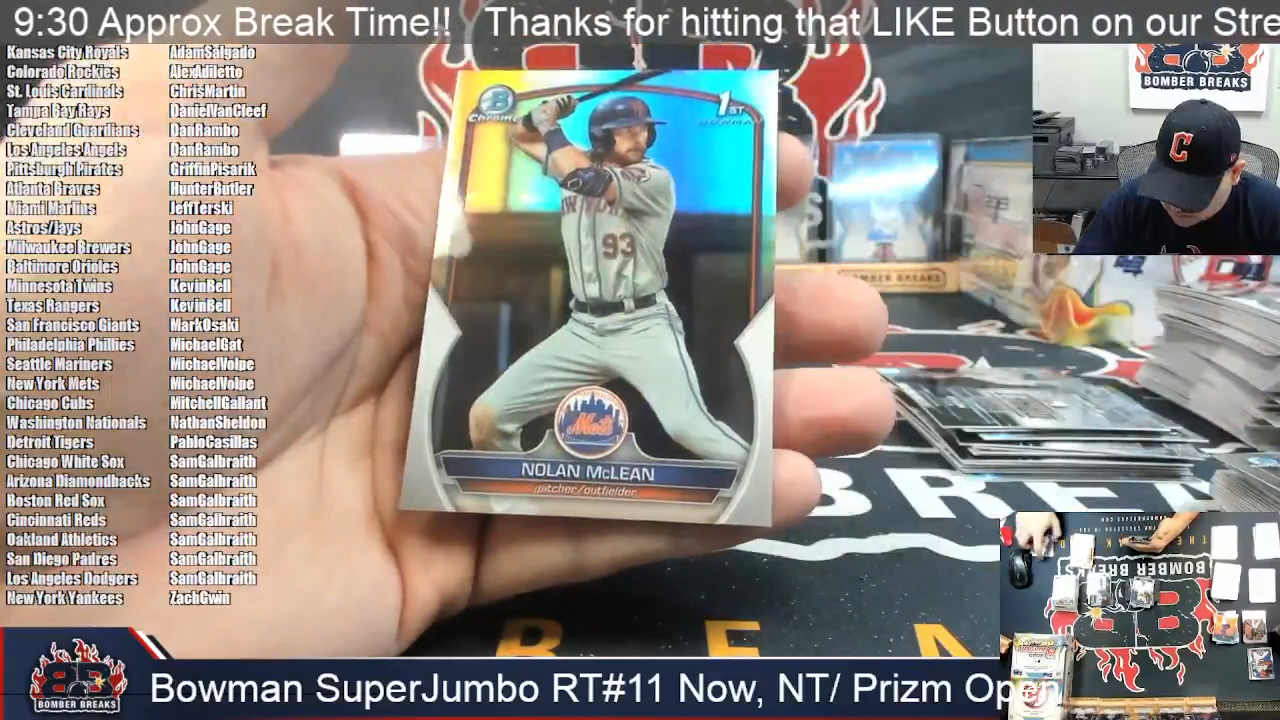 9:30 Approx Break Time!! Thanks for hitting that LIKE Button on our Stre
Kansas City Royals AdamSalgado
Colorado Rockies AlexAdiletto
St. Louis Cardinals ChrisMartin
Tampa Bay Rays DanielVanCleef
Cleveland Guardians DanRambo
Los Angeles Angels DanRambo
Pittsburgh Pirates GriffinPisarik
Atlanta Braves HunterButler
Miami Marlins JeffTerski
Astros/Jays JohnGage
Milwaukee Brewers JohnGage
Baltimore Orioles JohnGage
Minnesota Twins KevinBell
Texas Rangers KevinBell
San Francisco Giants MarkOsaki
Philadelphia Phillies MichaelGat
Seattle Mariners MichaelVolpe
New York Mets MichaelVolpe
Chicago Cubs MitchellGallant
Washington Nationals NathanSheldon
Detroit Tigers PabloCasillas
Chicago White Sox SamGalbraith
Arizona Diamondbacks SamGalbraith
Boston Red Sox SamGalbraith
Cincinnati Reds SamGalbraith
Oakland Athletics SamGalbraith
San Diego Padres SamGalbraith
Los Angeles Dodgers SamGalbraith
New York Yankees ZachGwin
B
Chrome
1ST
BOWMAN
93
Mets
NOLAN McLEAN
pitcher/outfielder
BOMBER BREAKS
C
BOMBER BREAKS
BREA
B E A
BOMBER BREAKS
BOMBER BREAKS
Bowman SuperJumbo RT#11 Now, NT/ Prizm Open